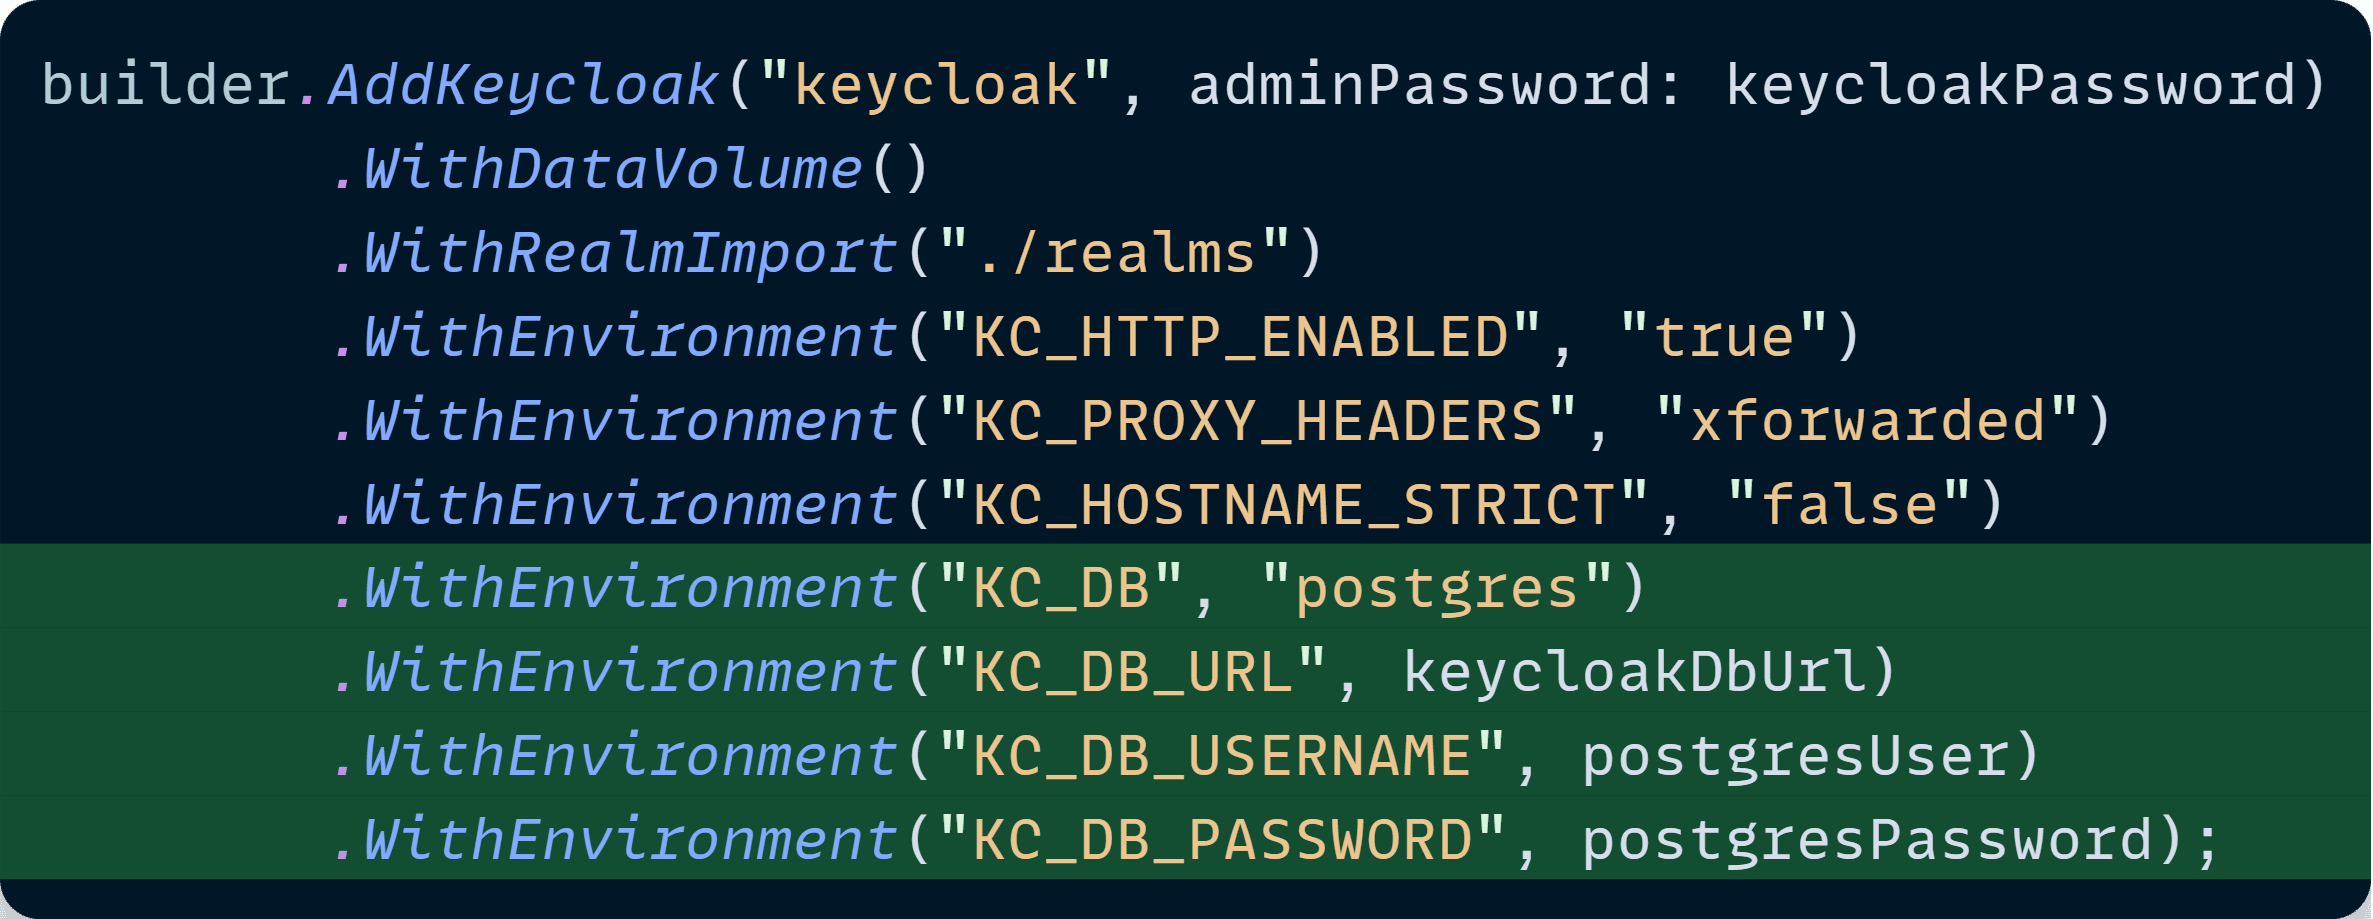 builder.AddKeycloak("keycloak", adminPassword: keycloakPassword)
        .WithDataVolume()
        .WithRealmImport("./realms")
        .WithEnvironment("KC_HTTP_ENABLED", "true")
        .WithEnvironment("KC_PROXY_HEADERS", "xforwarded")
        .WithEnvironment("KC_HOSTNAME_STRICT", "false")
        .WithEnvironment("KC_DB", "postgres")
        .WithEnvironment("KC_DB_URL", keycloakDbUrl)
        .WithEnvironment("KC_DB_USERNAME", postgresUser)
        .WithEnvironment("KC_DB_PASSWORD", postgresPassword);